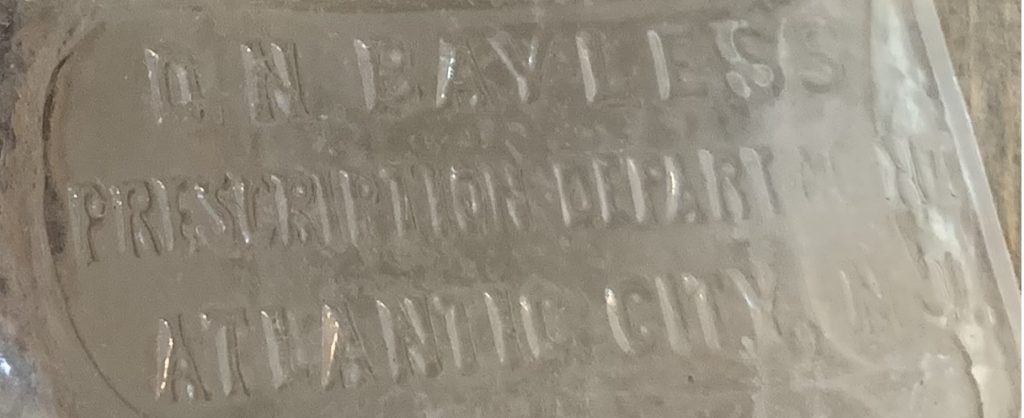 D. N. BAYLESS
PRESCRIPTION DEPARTMENT
ATLANTIC CITY, N.J.